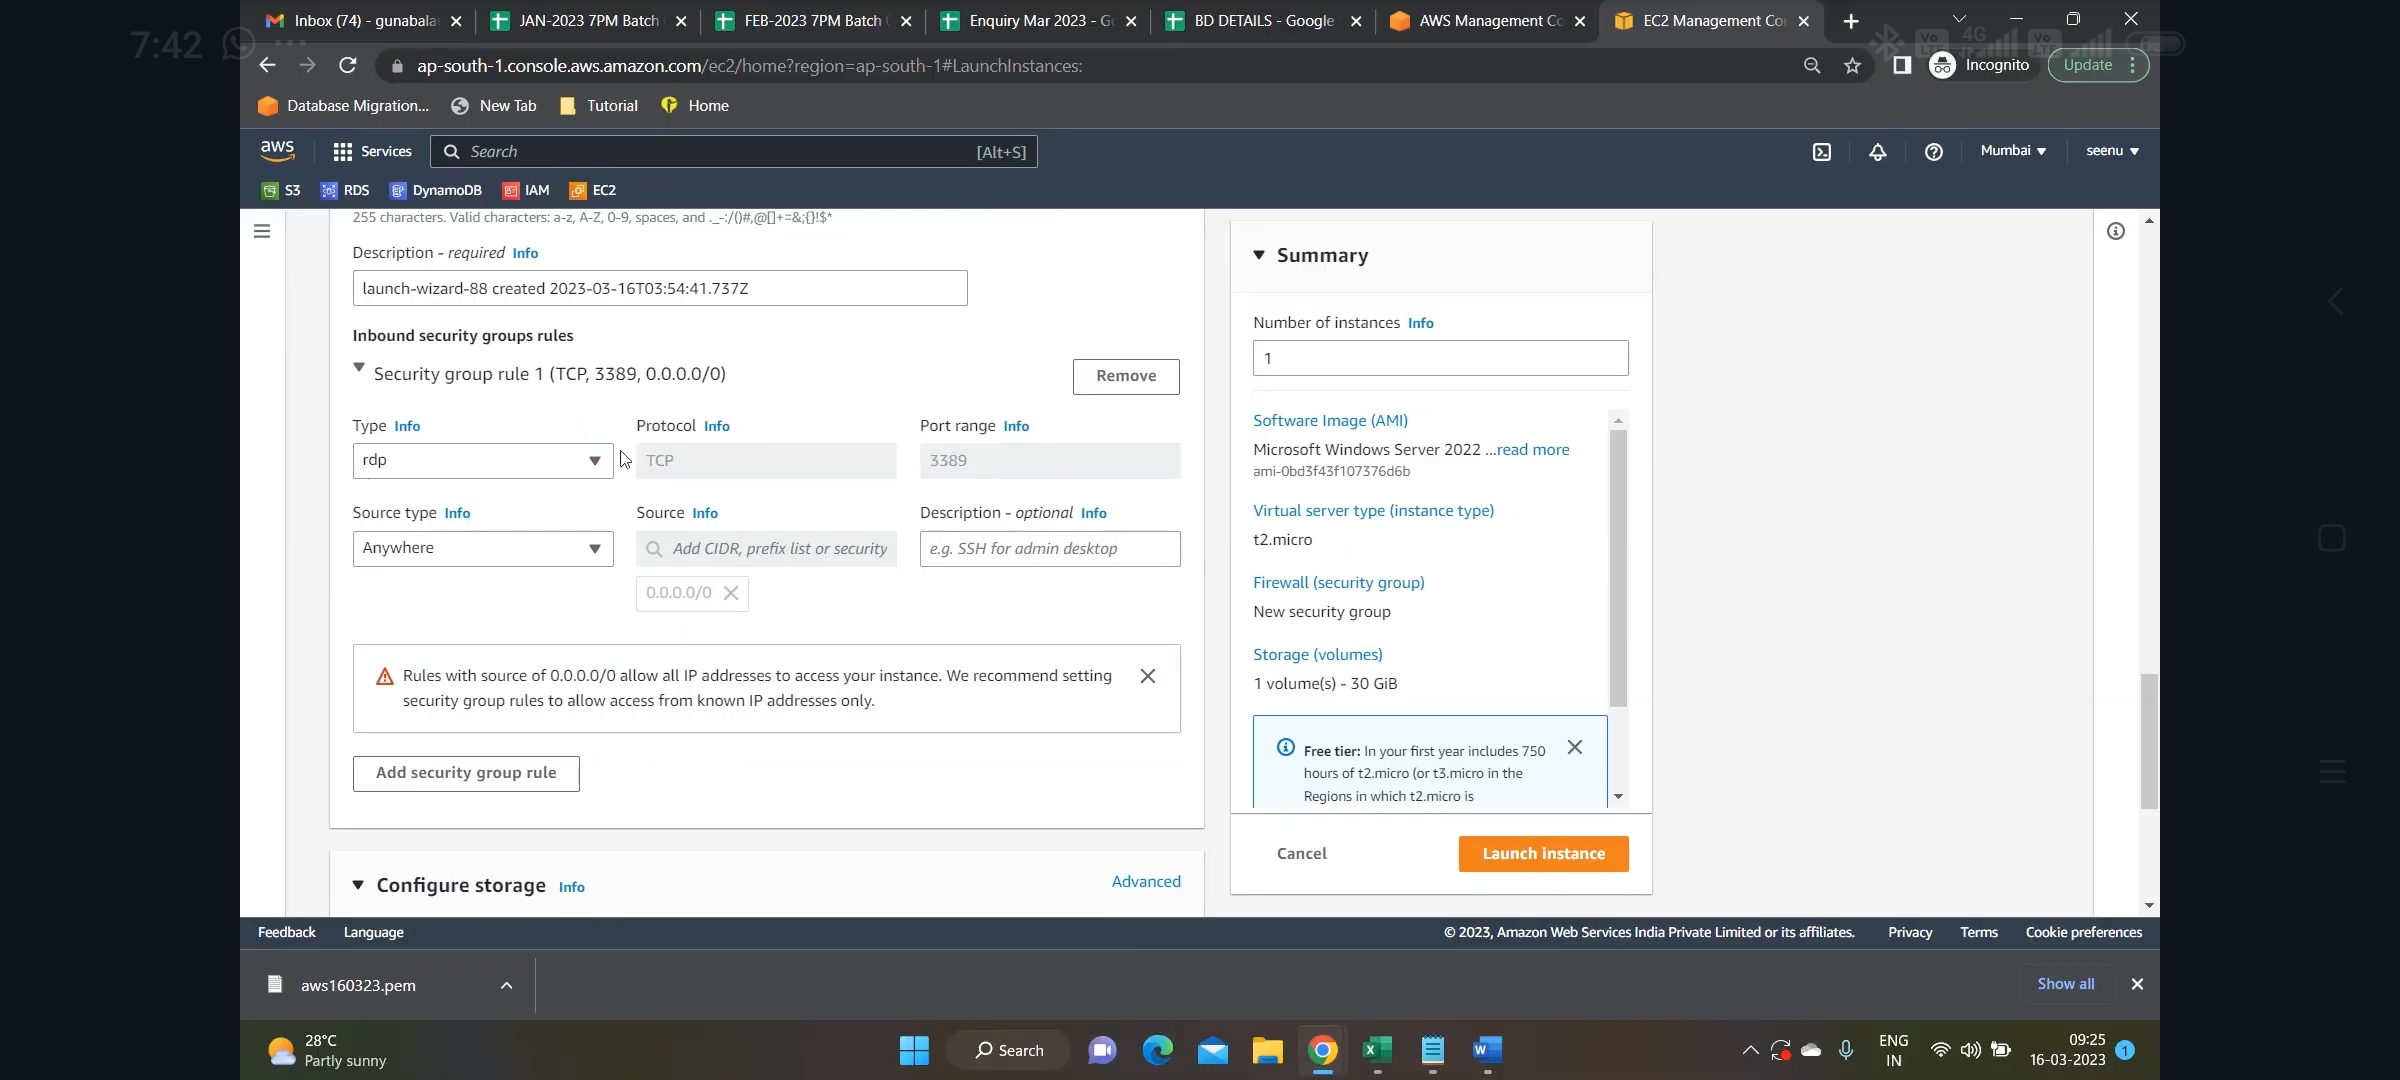 7:42
Inbox (74) - gunabala
JAN-2023 7PM Batch
FEB-2023 7PM Batch
Enquiry Mar 2023 - G
BD DETAILS - Google
AWS Management Co
EC2 Management Con
4G
Vo LTE
Vo LTE
ap-south-1.console.aws.amazon.com/ec2/home?region=ap-south-1#LaunchInstances:
Incognito
Update
Database Migration...
New Tab
Tutorial
Home
aws
Services
Search
[Alt+S]
Mumbai
seenu
S3
RDS
DynamoDB
IAM
EC2
255 characters. Valid characters: a-z, A-Z, 0-9, spaces, and ._-:/()#,@[]+=&;{}!$*
Description - required Info
launch-wizard-88 created 2023-03-16T03:54:41.737Z
Inbound security groups rules
Security group rule 1 (TCP, 3389, 0.0.0.0/0)
Remove
Type Info
Protocol Info
Port range Info
rdp
TCP
3389
Source type Info
Source Info
Description - optional Info
Anywhere
Add CIDR, prefix list or security
e.g. SSH for admin desktop
0.0.0.0/0
Rules with source of 0.0.0.0/0 allow all IP addresses to access your instance. We recommend setting
security group rules to allow access from known IP addresses only.
Add security group rule
Configure storage Info
Advanced
Summary
Number of instances Info
1
Software Image (AMI)
Microsoft Windows Server 2022 ...read more
ami-0bd3f43f107376d6b
Virtual server type (instance type)
t2.micro
Firewall (security group)
New security group
Storage (volumes)
1 volume(s) - 30 GiB
Free tier: In your first year includes 750
hours of t2.micro (or t3.micro in the
Regions in which t2.micro is
Cancel
Launch instance
Feedback
Language
© 2023, Amazon Web Services India Private Limited or its affiliates.
Privacy
Terms
Cookie preferences
aws160323.pem
Show all
28°C
Partly sunny
Search
ENG
IN
09:25
16-03-2023
1